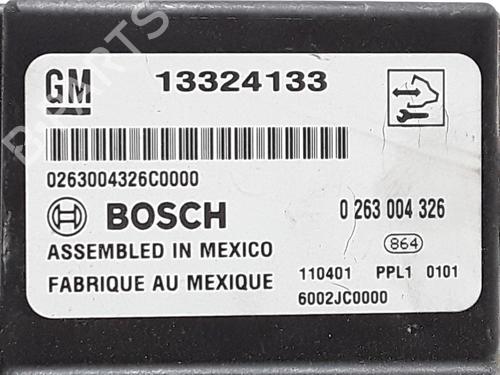 GM 13324133
0263004326C0000
BOSCH 0 263 004 326
ASSEMBLED IN MEXICO 864
110401 PPL1 0101
FABRIQUE AU MEXIQUE
6002JC0000
B-PARTS